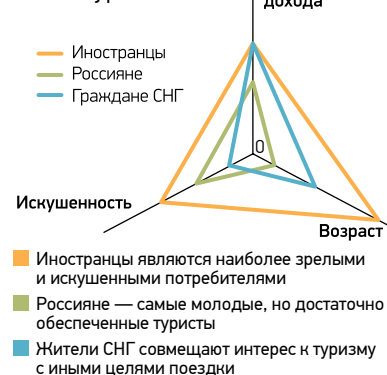 дохода
Иностранцы
Россияне
Граждане СНГ
0
Искушенность
Возраст
Иностранцы являются наиболее зрелыми
и искушенными потребителями
Россияне — самые молодые, но достаточно
обеспеченные туристы
Жители СНГ совмещают интерес к туризму
с иными целями поездки